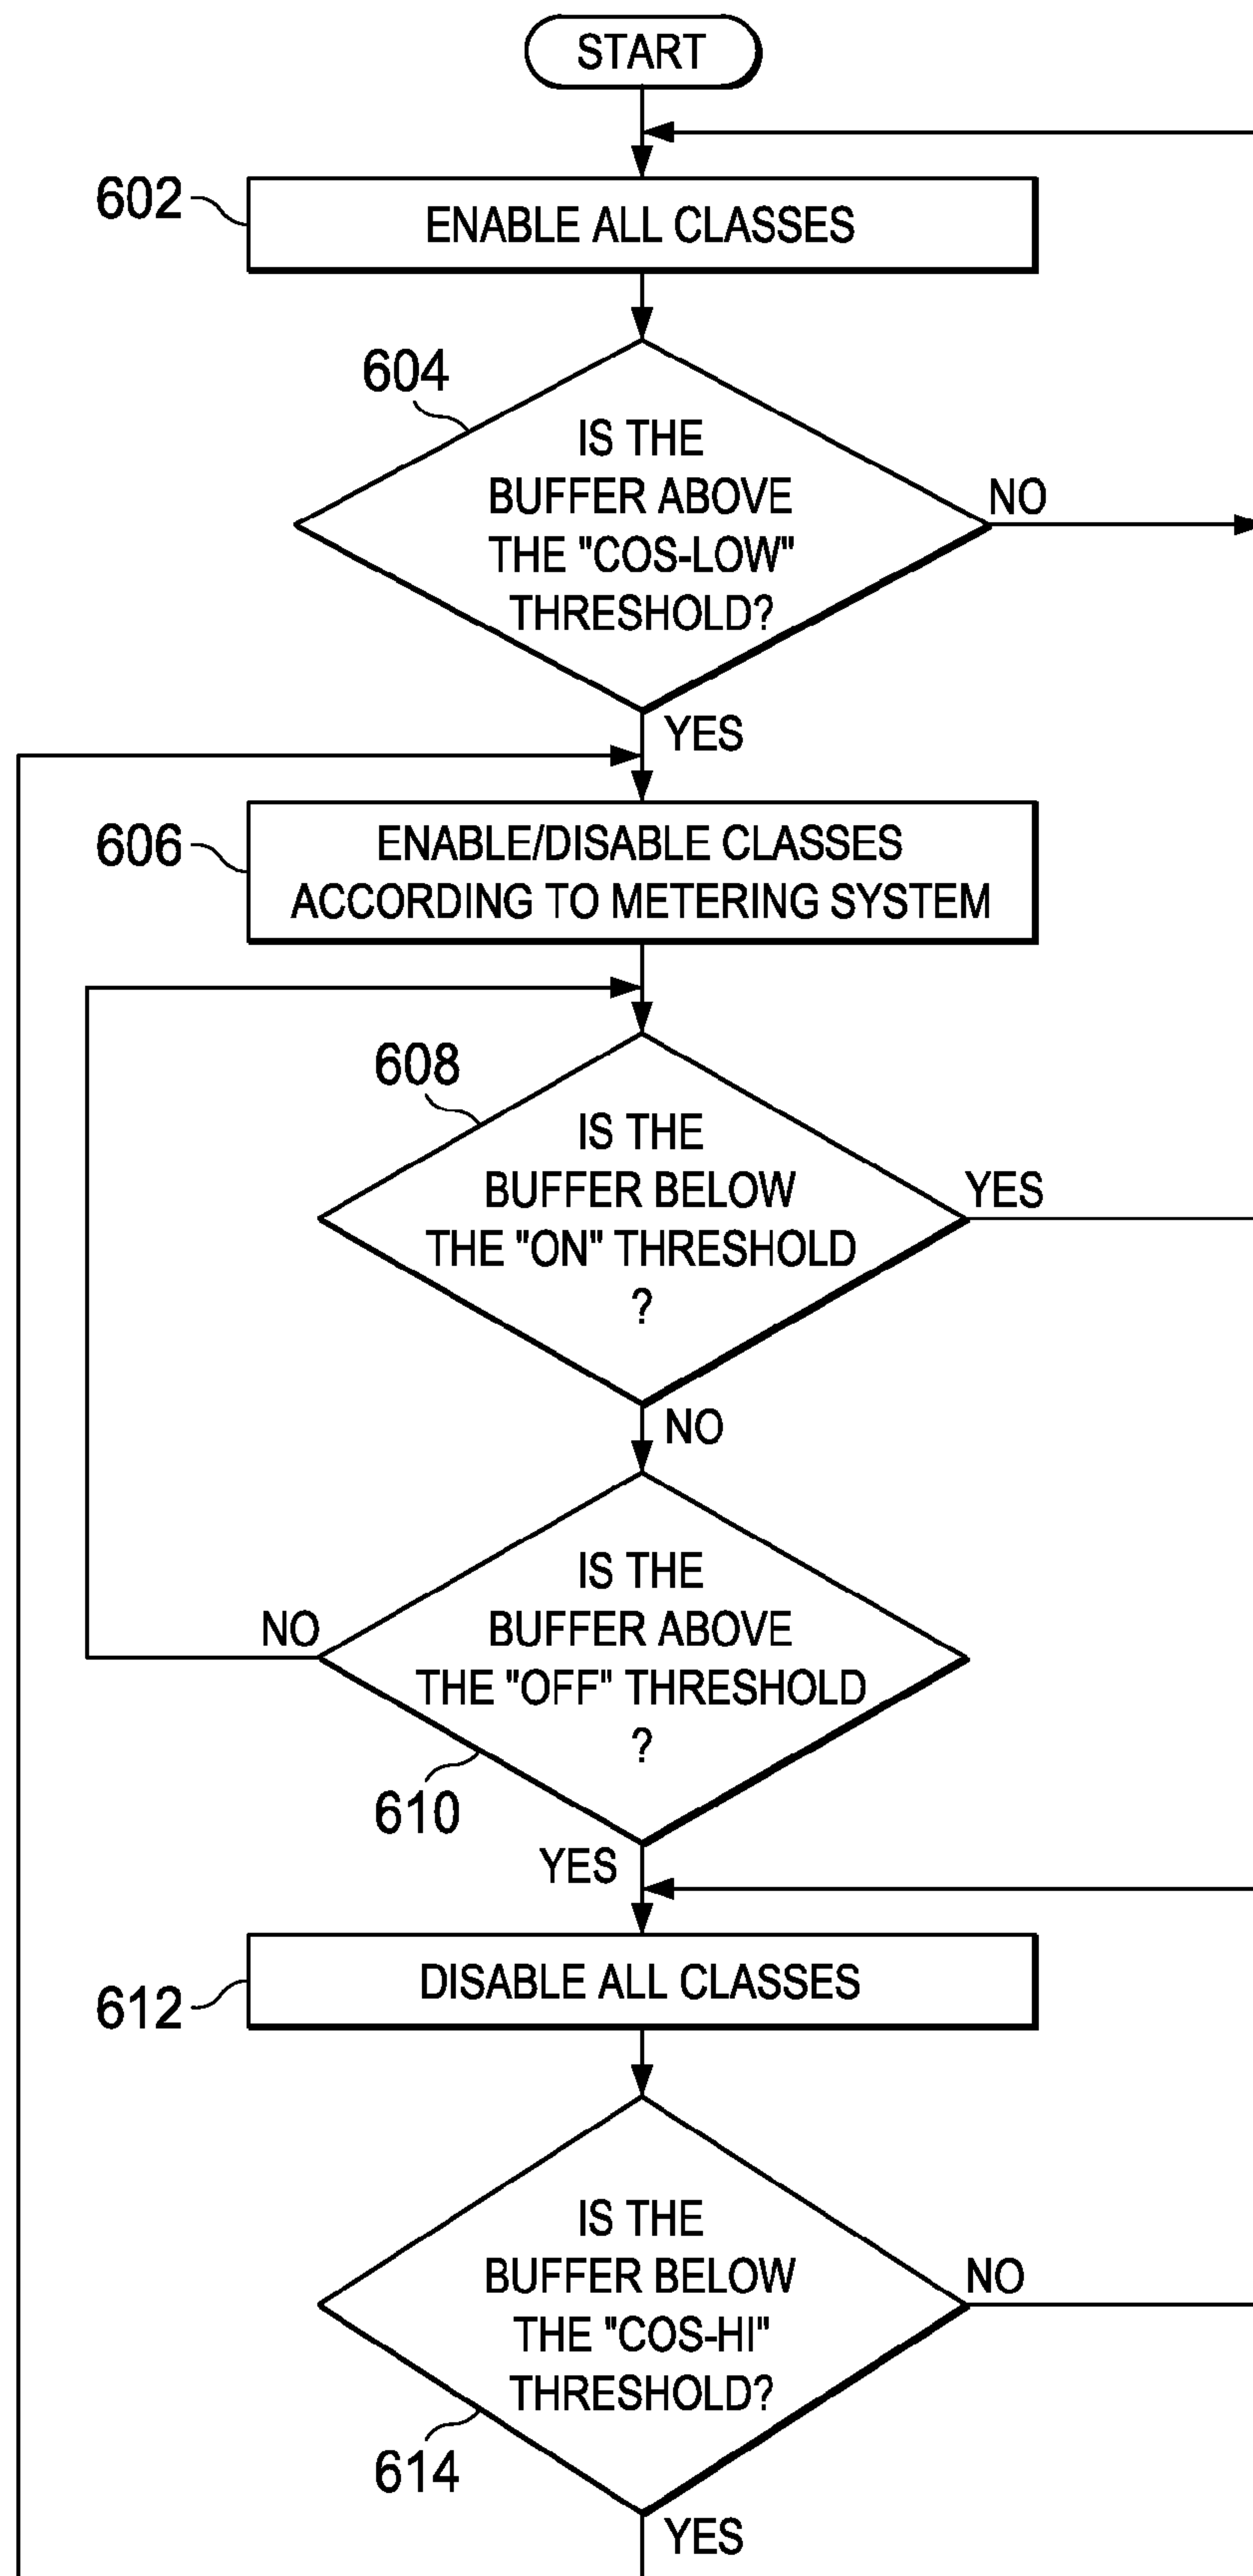 START
602
ENABLE ALL CLASSES
604
IS THE
BUFFER ABOVE
THE "COS-LOW"
THRESHOLD?
NO
YES
606
ENABLE/DISABLE CLASSES
ACCORDING TO METERING SYSTEM
608
IS THE
BUFFER BELOW
THE "ON" THRESHOLD
?
YES
NO
IS THE
BUFFER ABOVE
THE "OFF" THRESHOLD
?
NO
610
YES
DISABLE ALL CLASSES
612
IS THE
BUFFER BELOW
THE "COS-HI"
THRESHOLD?
NO
614
YES